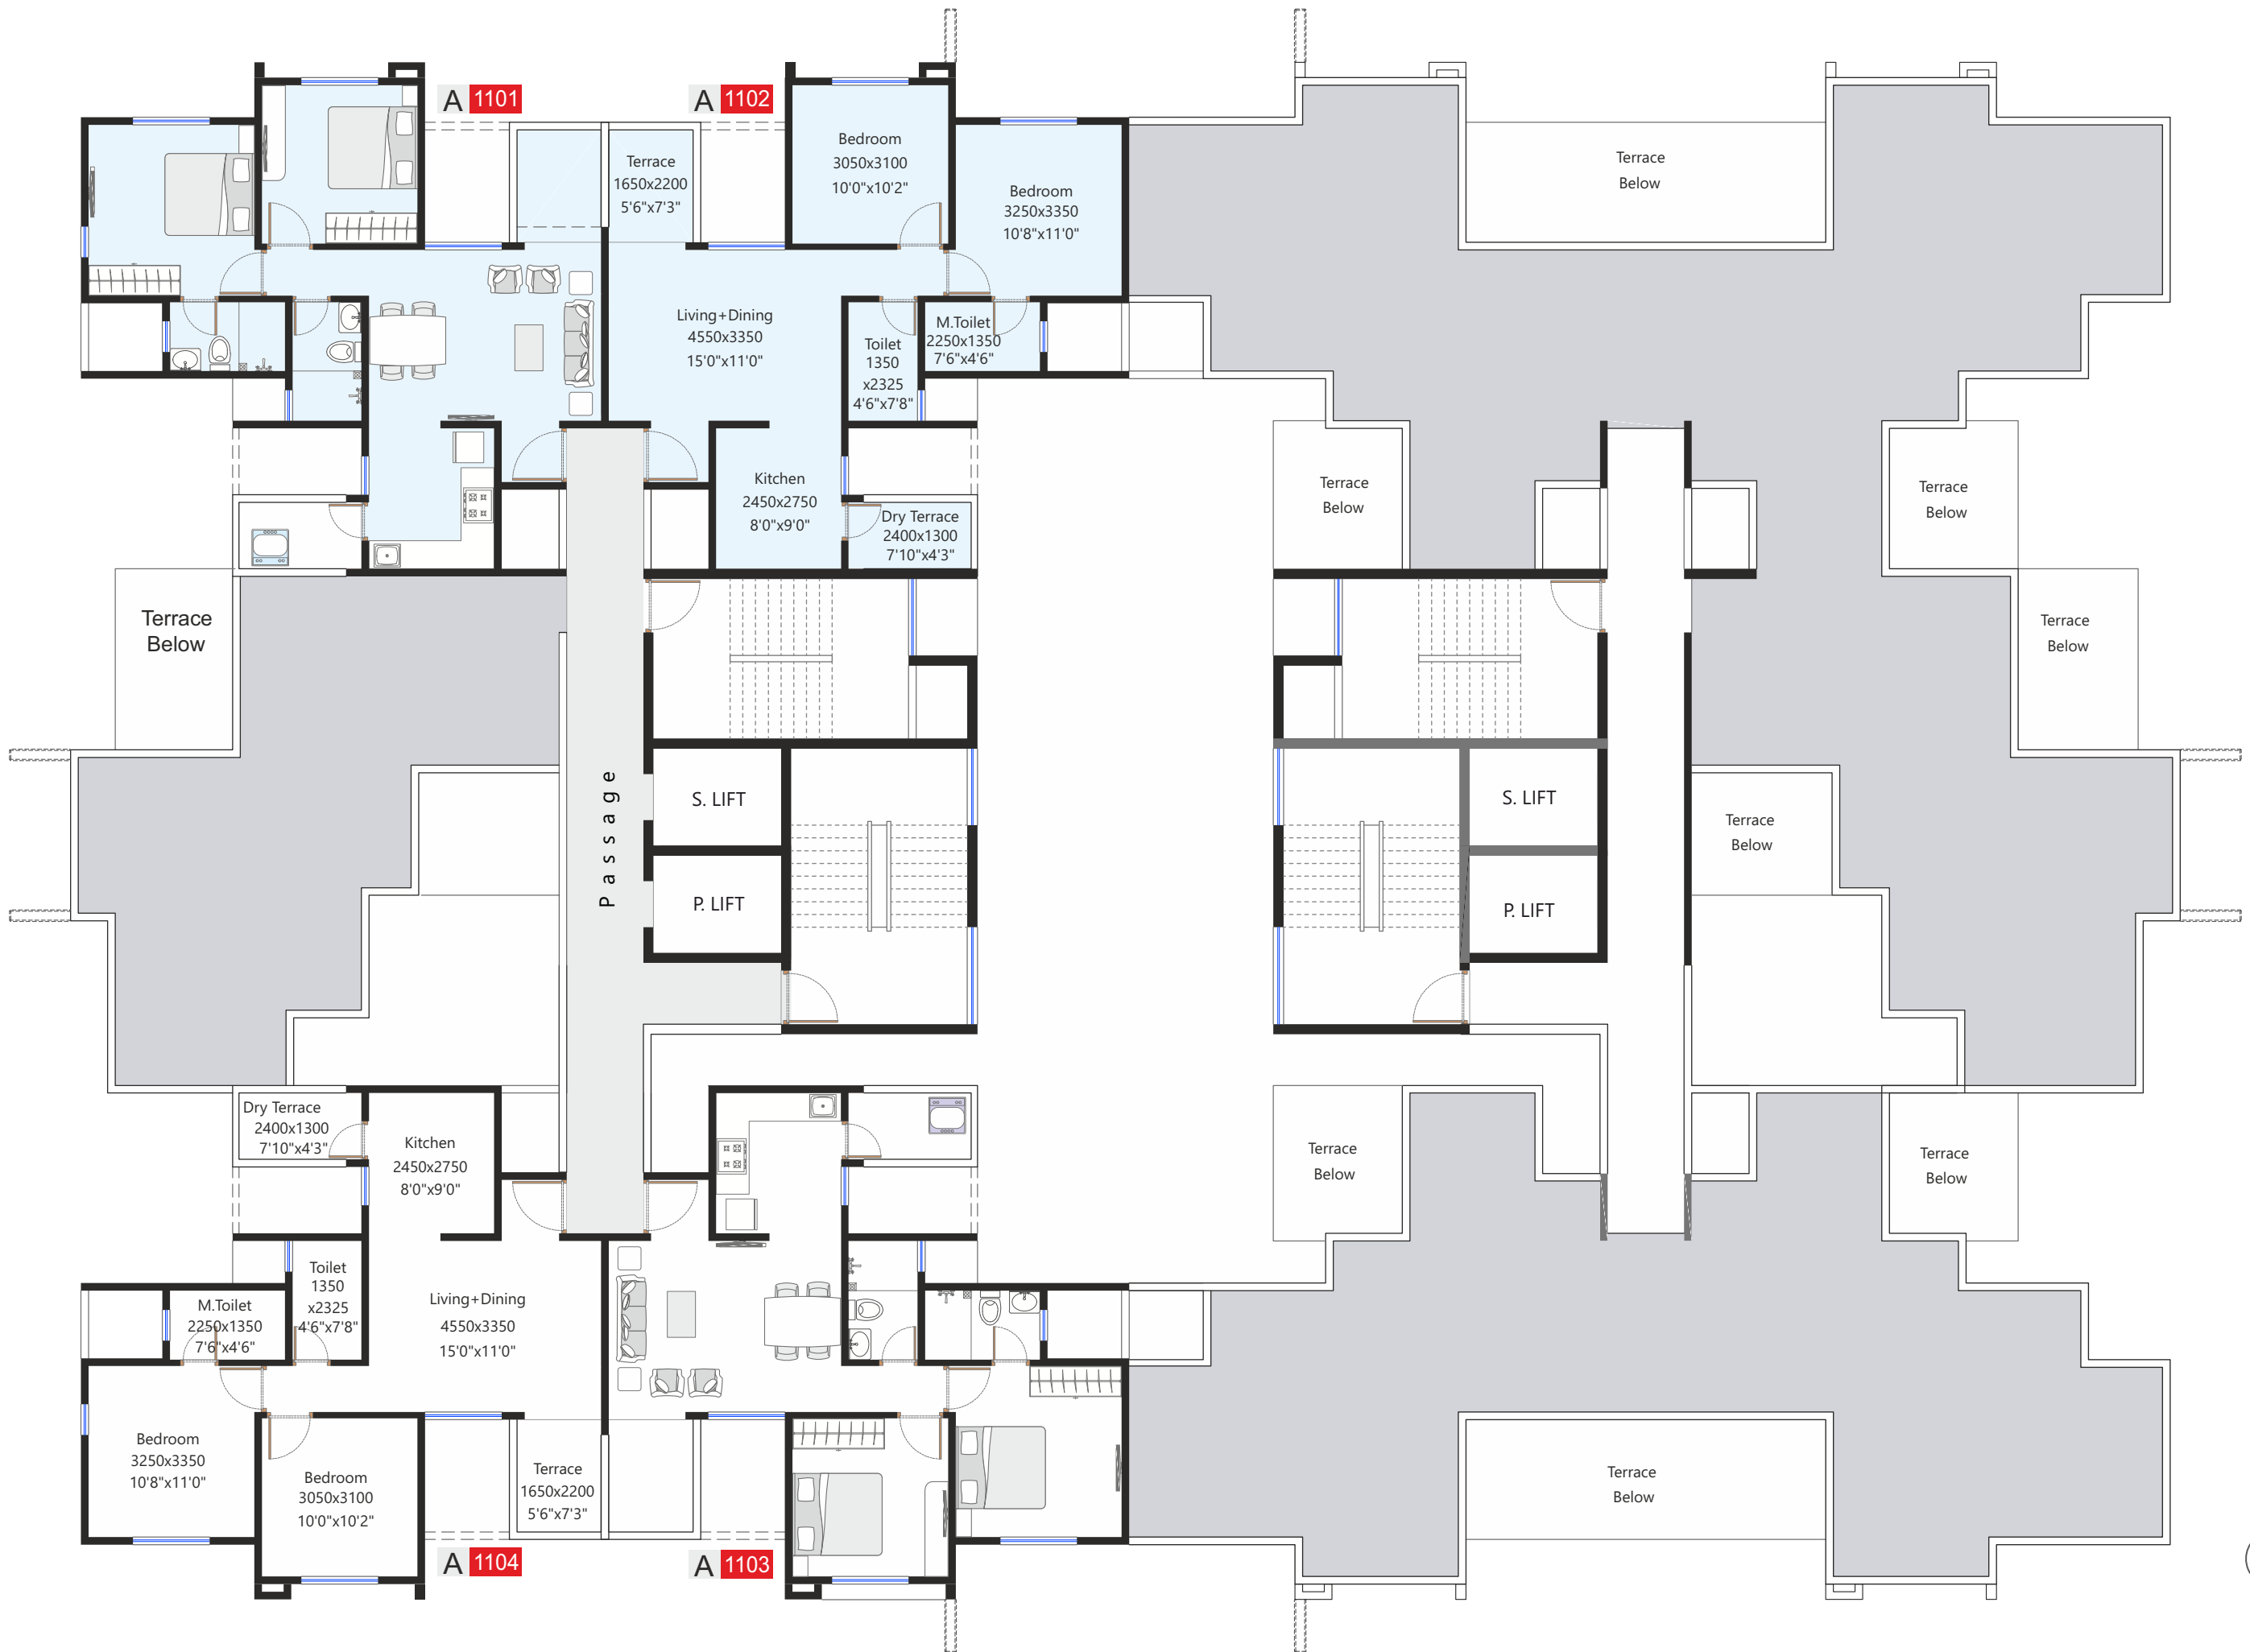 A 1101
A 1102
Terrace
1650x2200
5'6"x7'3"
Bedroom
3050x3100
10'0"x10'2"
Bedroom
3250x3350
10'8"x11'0"
Living+Dining
4550x3350
15'0"x11'0"
Toilet
1350
x2325
4'6"x7'8"
M.Toilet
2250x1350
7'6"x4'6"
Kitchen
2450x2750
8'0"x9'0"
Dry Terrace
2400x1300
7'10"x4'3"
Terrace
Below
Terrace
Below
Terrace
Below
Terrace
Below
Terrace
Below
Passage
S. LIFT
P. LIFT
S. LIFT
P. LIFT
Terrace
Below
Dry Terrace
2400x1300
7'10"x4'3"
Kitchen
2450x2750
8'0"x9'0"
Toilet
1350
x2325
4'6"x7'8"
M.Toilet
2250x1350
7'6"x4'6"
Living+Dining
4550x3350
15'0"x11'0"
Bedroom
3250x3350
10'8"x11'0"
Bedroom
3050x3100
10'0"x10'2"
Terrace
1650x2200
5'6"x7'3"
Terrace
Below
Terrace
Below
Terrace
Below
A 1104
A 1103